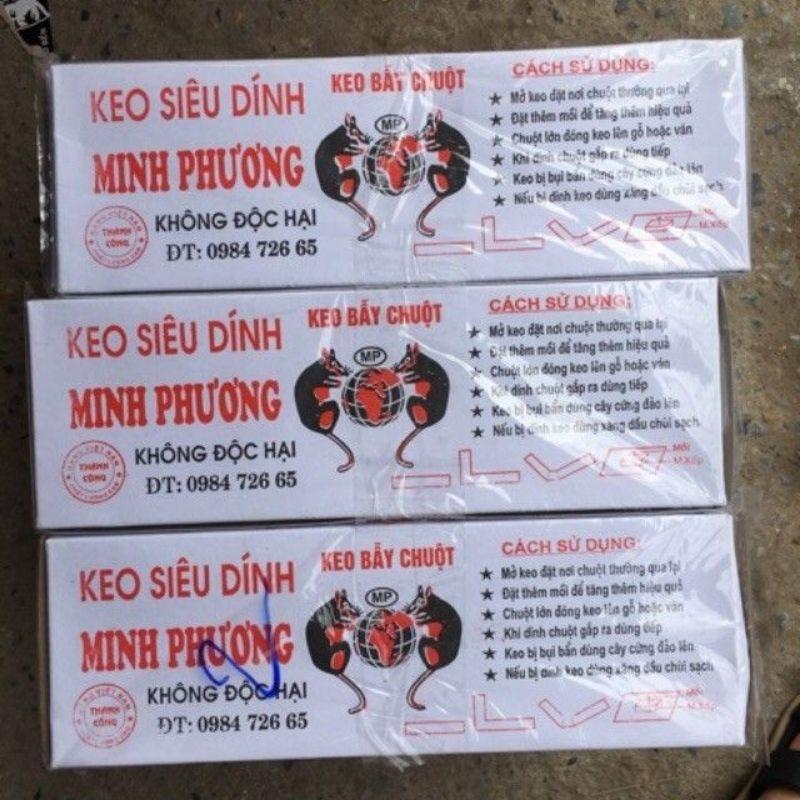 KEO SIÊU DÍNH
MINH PHƯƠNG
KHÔNG ĐỘC HẠI
ĐT: 0984 726 65
THÀNH CÔNG
KEO BẪY CHUỘT
MP
CÁCH SỬ DỤNG:
★ Mở keo đặt nơi chuột thường qua lại
★ Đặt thêm mồi để tăng thêm hiệu quả
★ Chuột lớn đóng keo lên gỗ hoặc ván
★ Khi dính chuột gắp ra dùng tiếp
★ Keo bị bụi bẩn dùng cây cứng đảo lên
★ Nếu bị dính keo dùng xăng dầu chùi sạch
KEO SIÊU DÍNH
MINH PHƯƠNG
KHÔNG ĐỘC HẠI
ĐT: 0984 726 65
HÀNG VIỆT NAM
THÀNH CÔNG
KEO BẪY CHUỘT
MP
CÁCH SỬ DỤNG:
★ Mở keo đặt nơi chuột thường qua lại
★ Đặt thêm mồi để tăng thêm hiệu quả
★ Chuột lớn đóng keo lên gỗ hoặc ván
★ Khi dính chuột gắp ra dùng tiếp
★ Keo bị bụi bẩn dùng cây cứng đảo lên
★ Nếu bị dính keo dùng xăng dầu chùi sạch
MỒI
KEO SIÊU DÍNH
MINH PHƯƠNG
KHÔNG ĐỘC HẠI
ĐT: 0984 726 65
HÀNG VIỆT NAM
THÀNH CÔNG
KEO BẪY CHUỘT
MP
CÁCH SỬ DỤNG:
★ Mở keo đặt nơi chuột thường qua lại
★ Đặt thêm mồi để tăng thêm hiệu quả
★ Chuột lớn đóng keo lên gỗ hoặc ván
★ Khi dính chuột gắp ra dùng tiếp
★ Keo bị bụi bẩn dùng cây cứng đảo lên
★ Nếu bị dính keo dùng xăng dầu chùi sạch